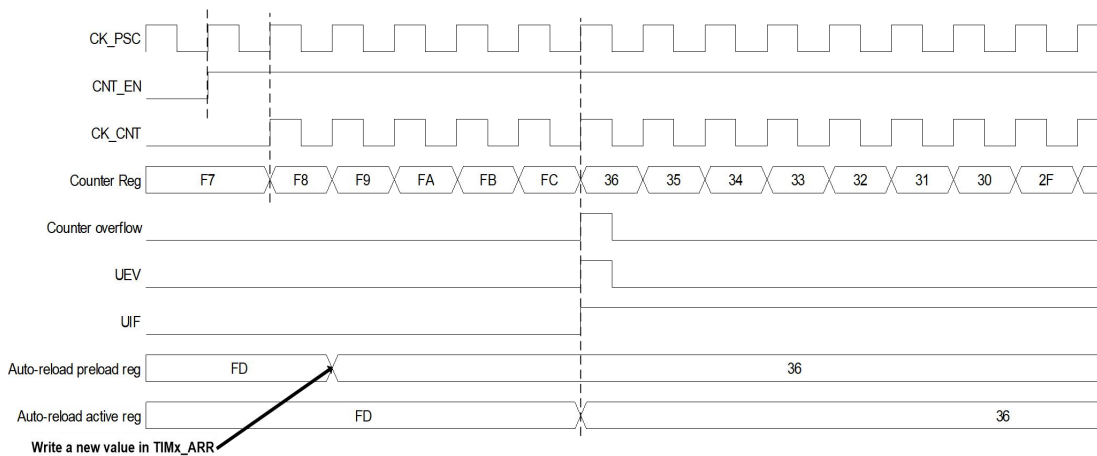 CK_PSC
CNT_EN
CK_CNT
Counter Reg F7 F8 F9 FA FB FC 36 35 34 33 32 31 30 2F
Counter overflow
UEV
UIF
Auto-reload preload reg FD 36
Auto-reload active reg FD 36
Write a new value in TIMx_ARR